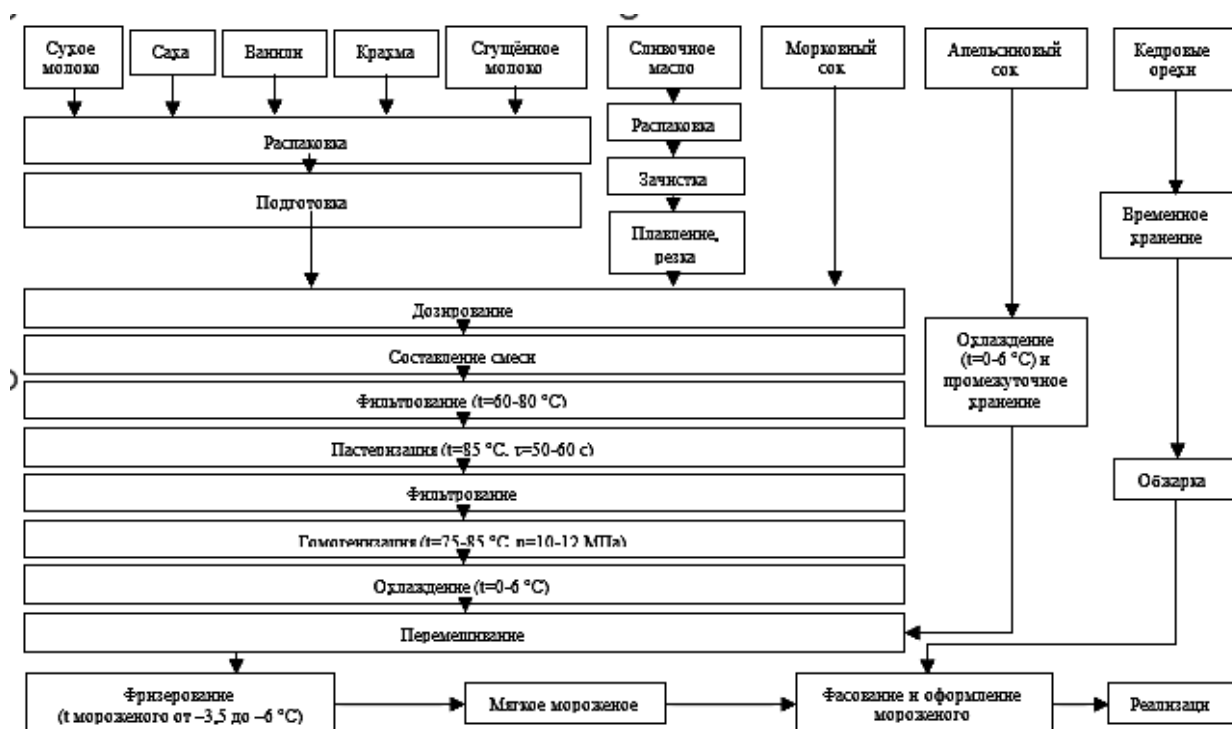 Сухое
молоко
Саха
Ванили
Крахма
Сгущённое
молоко
Сливочное
масло
Морковный
сок
Апельсиновый
сок
Кедровые
орехи
Распаковка
Распаковка
Зачистка
Подготовка
Плавление,
резка
Временное
хранение
Дозирование
Составление смеси
Охлаждение
(t=0-6 °С) и
промежуточное
хранение
Фильтрование (t=60-80 °С)
Пастеризация (t=85 °С, τ=50-60 с)
Обжарка
Фильтрование
Гомогенизация (t=75-85 °С, р=10-12 МПа)
Охлаждение (t=0-6 °С)
Перемешивание
Фризерование
(t мороженого от –3,5 до –6 °С)
Мягкое мороженое
Фасование и оформление
мороженого
Реализаци